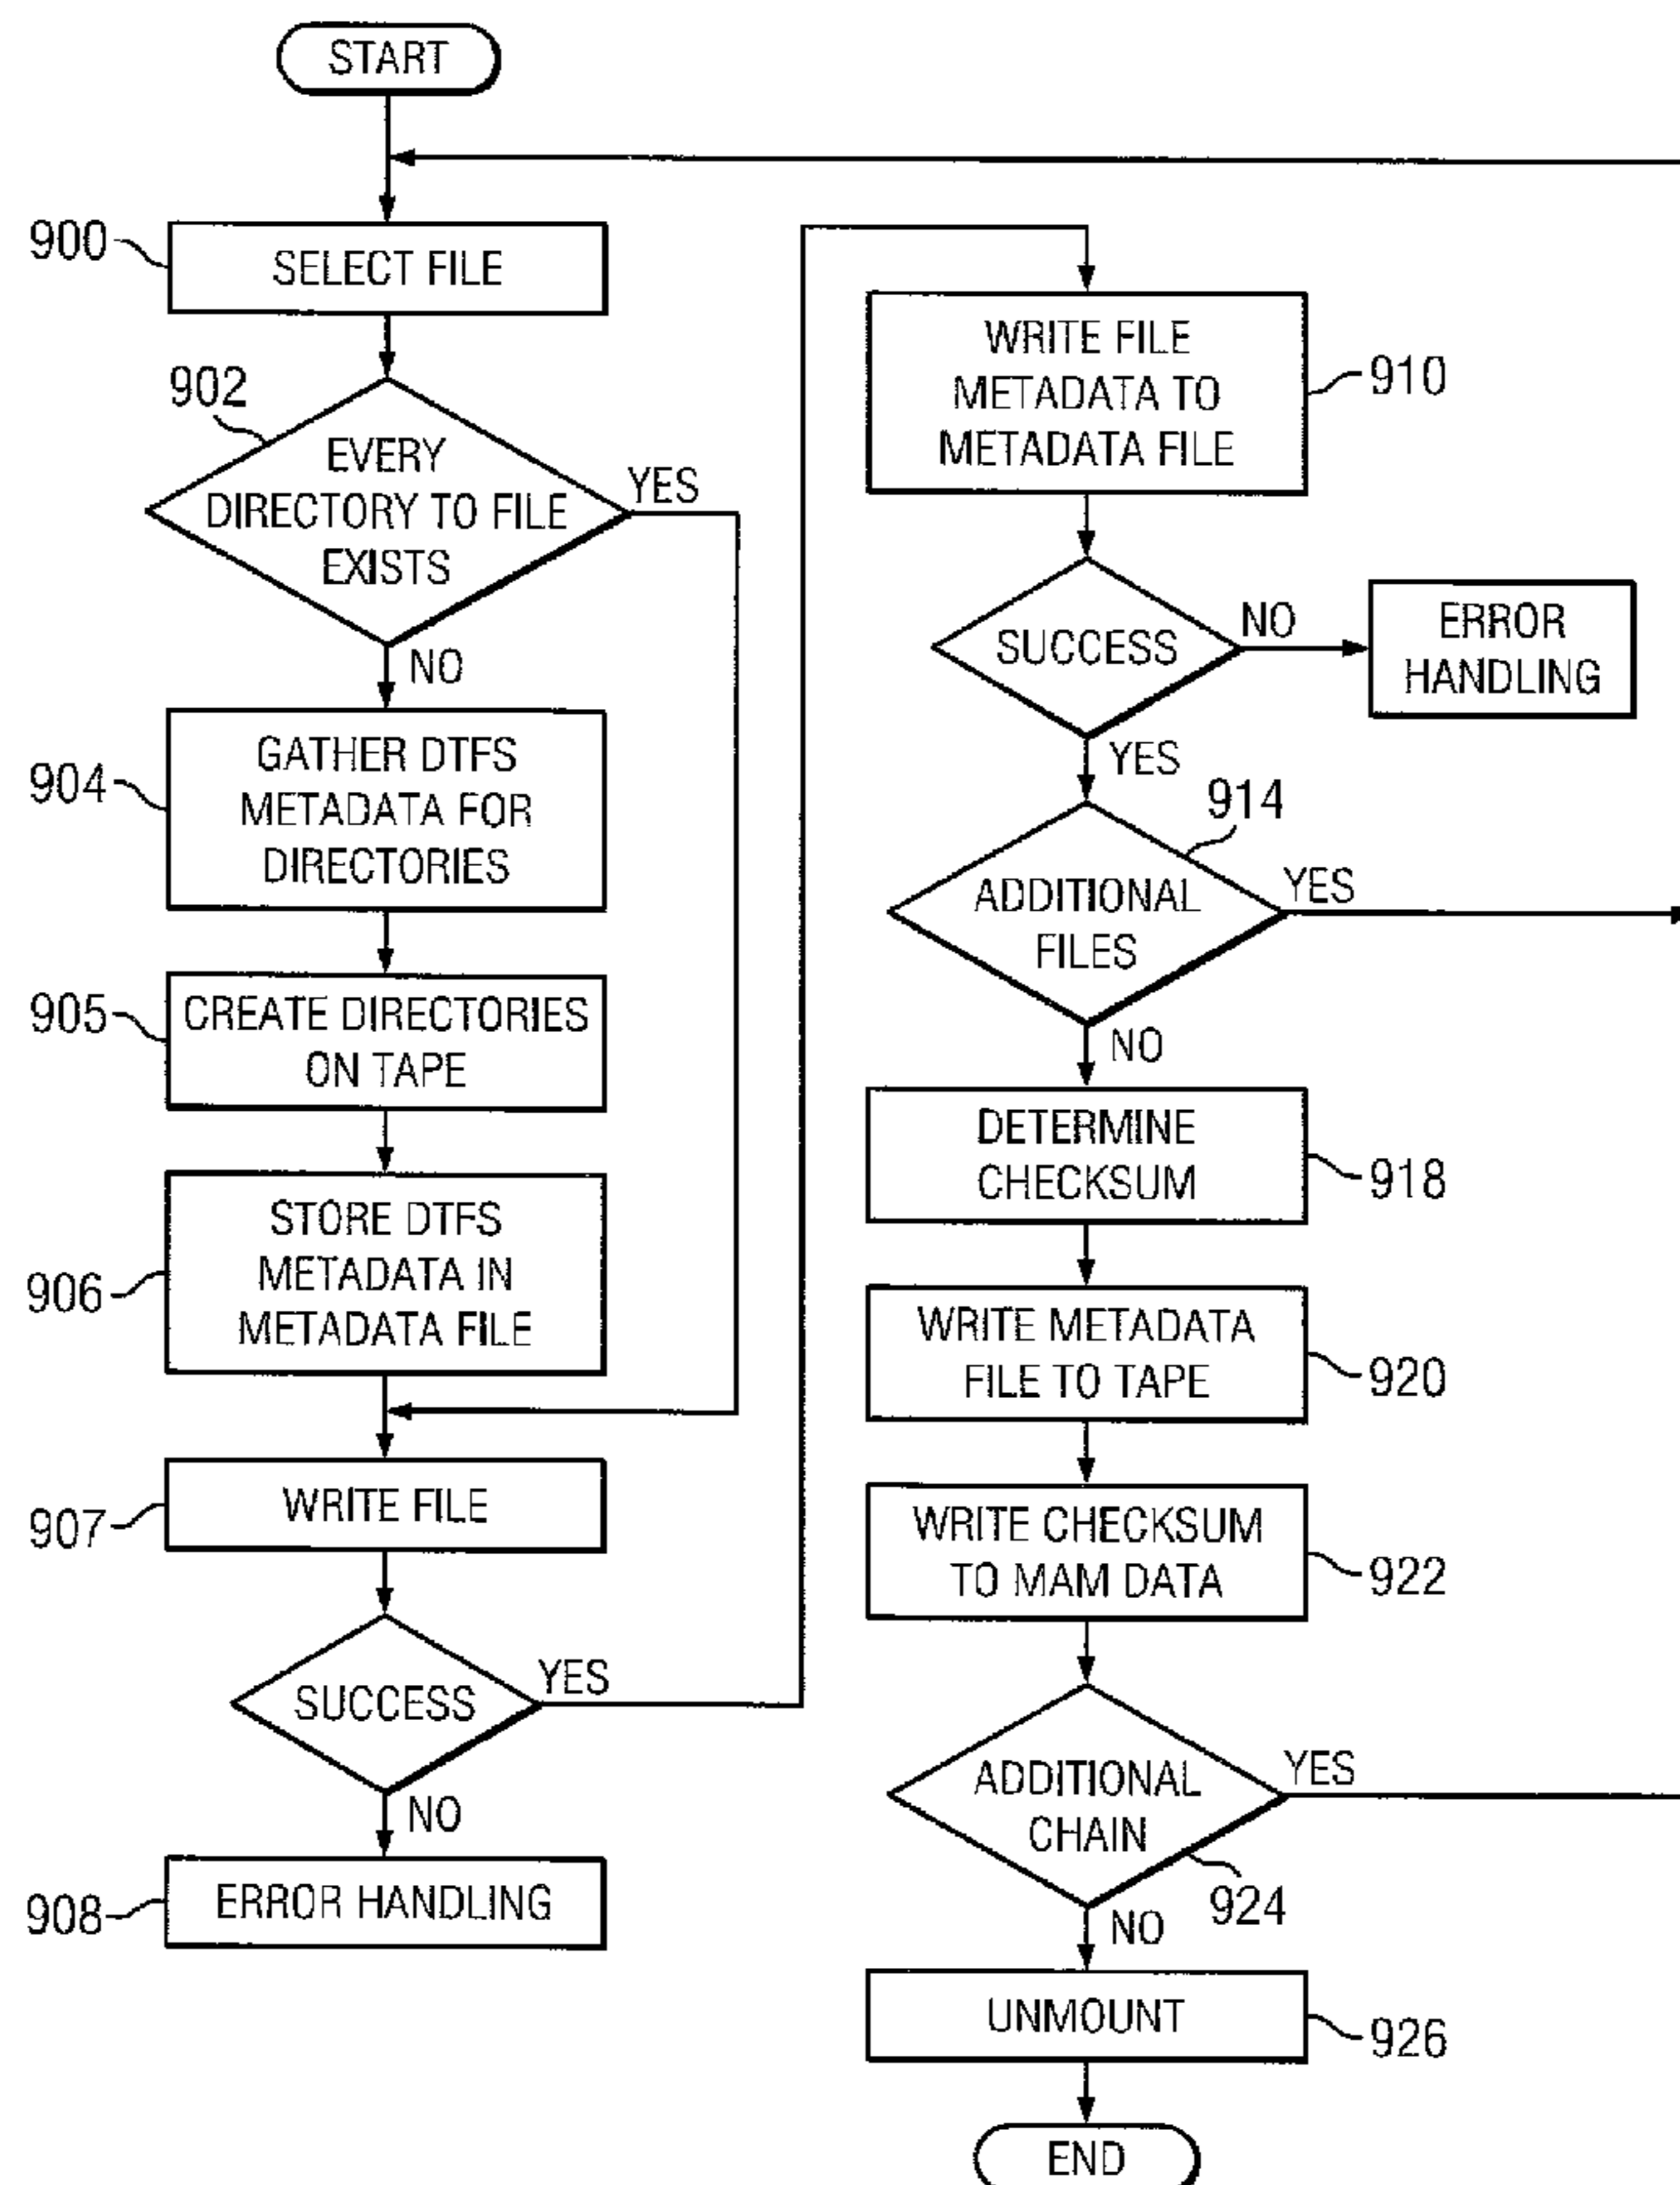 START
900
SELECT FILE
902
EVERY
DIRECTORY TO FILE
EXISTS
YES
NO
904
GATHER DTFS
METADATA FOR
DIRECTORIES
905
CREATE DIRECTORIES
ON TAPE
906
STORE DTFS
METADATA IN
METADATA FILE
907
WRITE FILE
SUCCESS
YES
NO
908
ERROR HANDLING
WRITE FILE
METADATA TO
METADATA FILE
910
SUCCESS
NO
ERROR
HANDLING
YES
914
ADDITIONAL
FILES
YES
NO
DETERMINE
CHECKSUM
918
WRITE METADATA
FILE TO TAPE
920
WRITE CHECKSUM
TO MAM DATA
922
ADDITIONAL
CHAIN
YES
924
NO
UNMOUNT
926
END